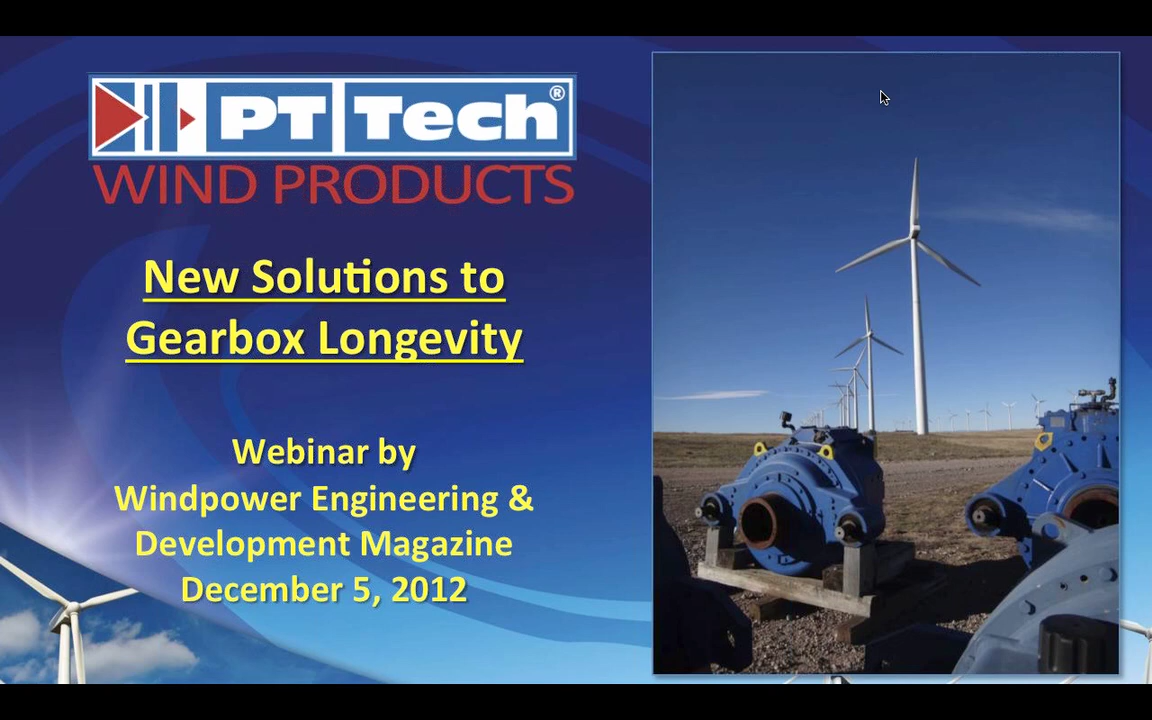 PT Tech®
WIND PRODUCTS
New Solutions to
Gearbox Longevity
Webinar by
Windpower Engineering &
Development Magazine
December 5, 2012